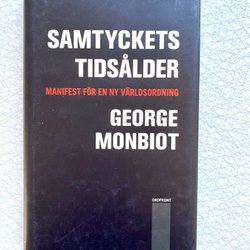 SAMTYCKETS
TIDSÅLDER
MANIFEST FÖR EN NY VÄRLDSORDNING
GEORGE
MONBIOT
ORDFRONT